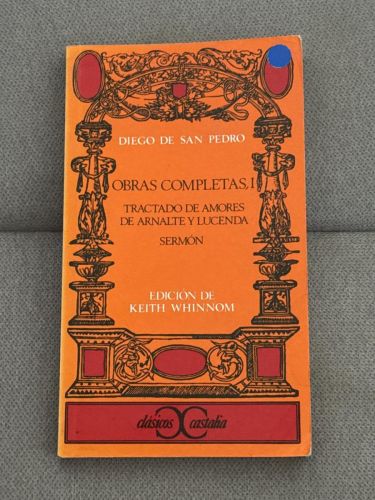 DIEGO DE SAN PEDRO
OBRAS COMPLETAS, I
TRACTADO DE AMORES
DE ARNALTE Y LUCENDA
SERMÓN
EDICIÓN DE
KEITH WHINNOM
clásicos castalia